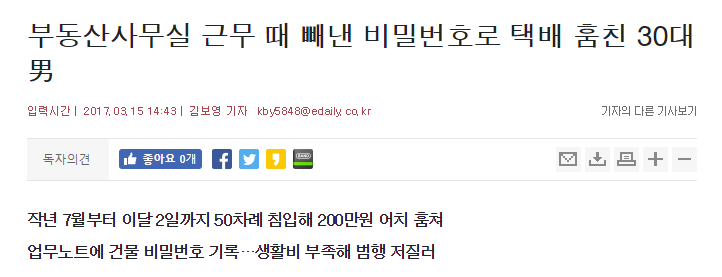 부동산사무실 근무 때 빼낸 비밀번호로 택배 훔친 30대
男
입력시간 | 2017.03.15 14:43 | 김보영 기자 kby5848@edaily.co.kr 기자의 다른 기사보기
독자의견 좋아요 0개 BAND
작년 7월부터 이달 2일까지 50차례 침입해 200만원 어치 훔쳐
업무노트에 건물 비밀번호 기록…생활비 부족해 범행 저질러